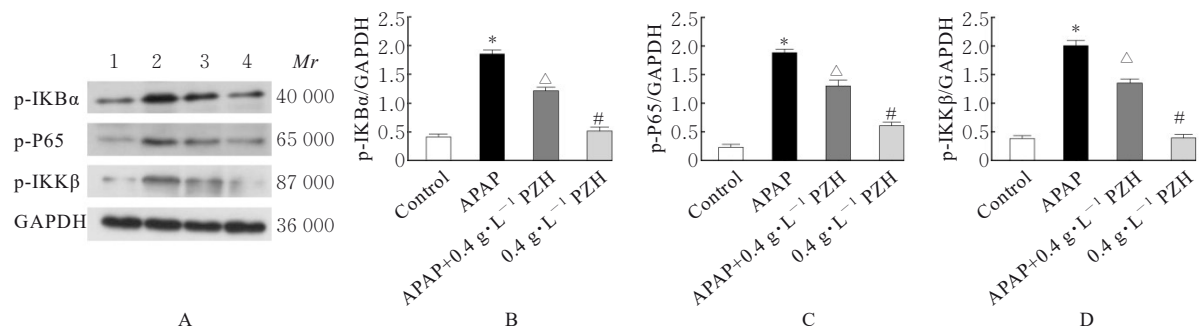 1 2 3 4 Mr
p-IKBα 40 000
p-P65 65 000
p-IKKβ 87 000
GAPDH 36 000
A
p-IKBα/GAPDH
2.5
2.0
1.5
1.0
0.5
0
*
△
#
Control
APAP
APAP+0.4 g·L⁻¹ PZH
0.4 g·L⁻¹ PZH
B
p-P65/GAPDH
2.5
2.0
1.5
1.0
0.5
0
*
△
#
Control
APAP
APAP+0.4 g·L⁻¹ PZH
0.4 g·L⁻¹ PZH
C
p-IKKβ/GAPDH
2.5
2.0
1.5
1.0
0.5
0
*
△
#
Control
APAP
APAP+0.4 g·L⁻¹ PZH
0.4 g·L⁻¹ PZH
D